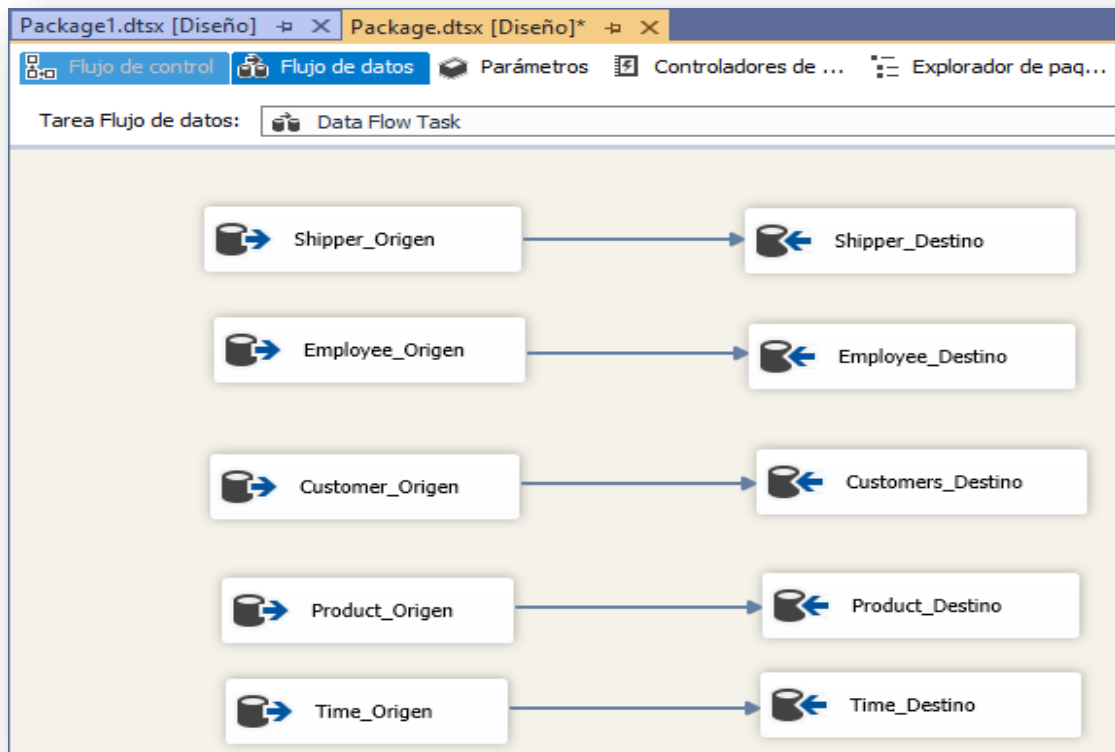 Package1.dtsx [Diseño] Package.dtsx [Diseño]*
Flujo de control Flujo de datos Parámetros Controladores de ... Explorador de paq...
Tarea Flujo de datos: Data Flow Task
Shipper_Origen Shipper_Destino
Employee_Origen Employee_Destino
Customer_Origen Customers_Destino
Product_Origen Product_Destino
Time_Origen Time_Destino